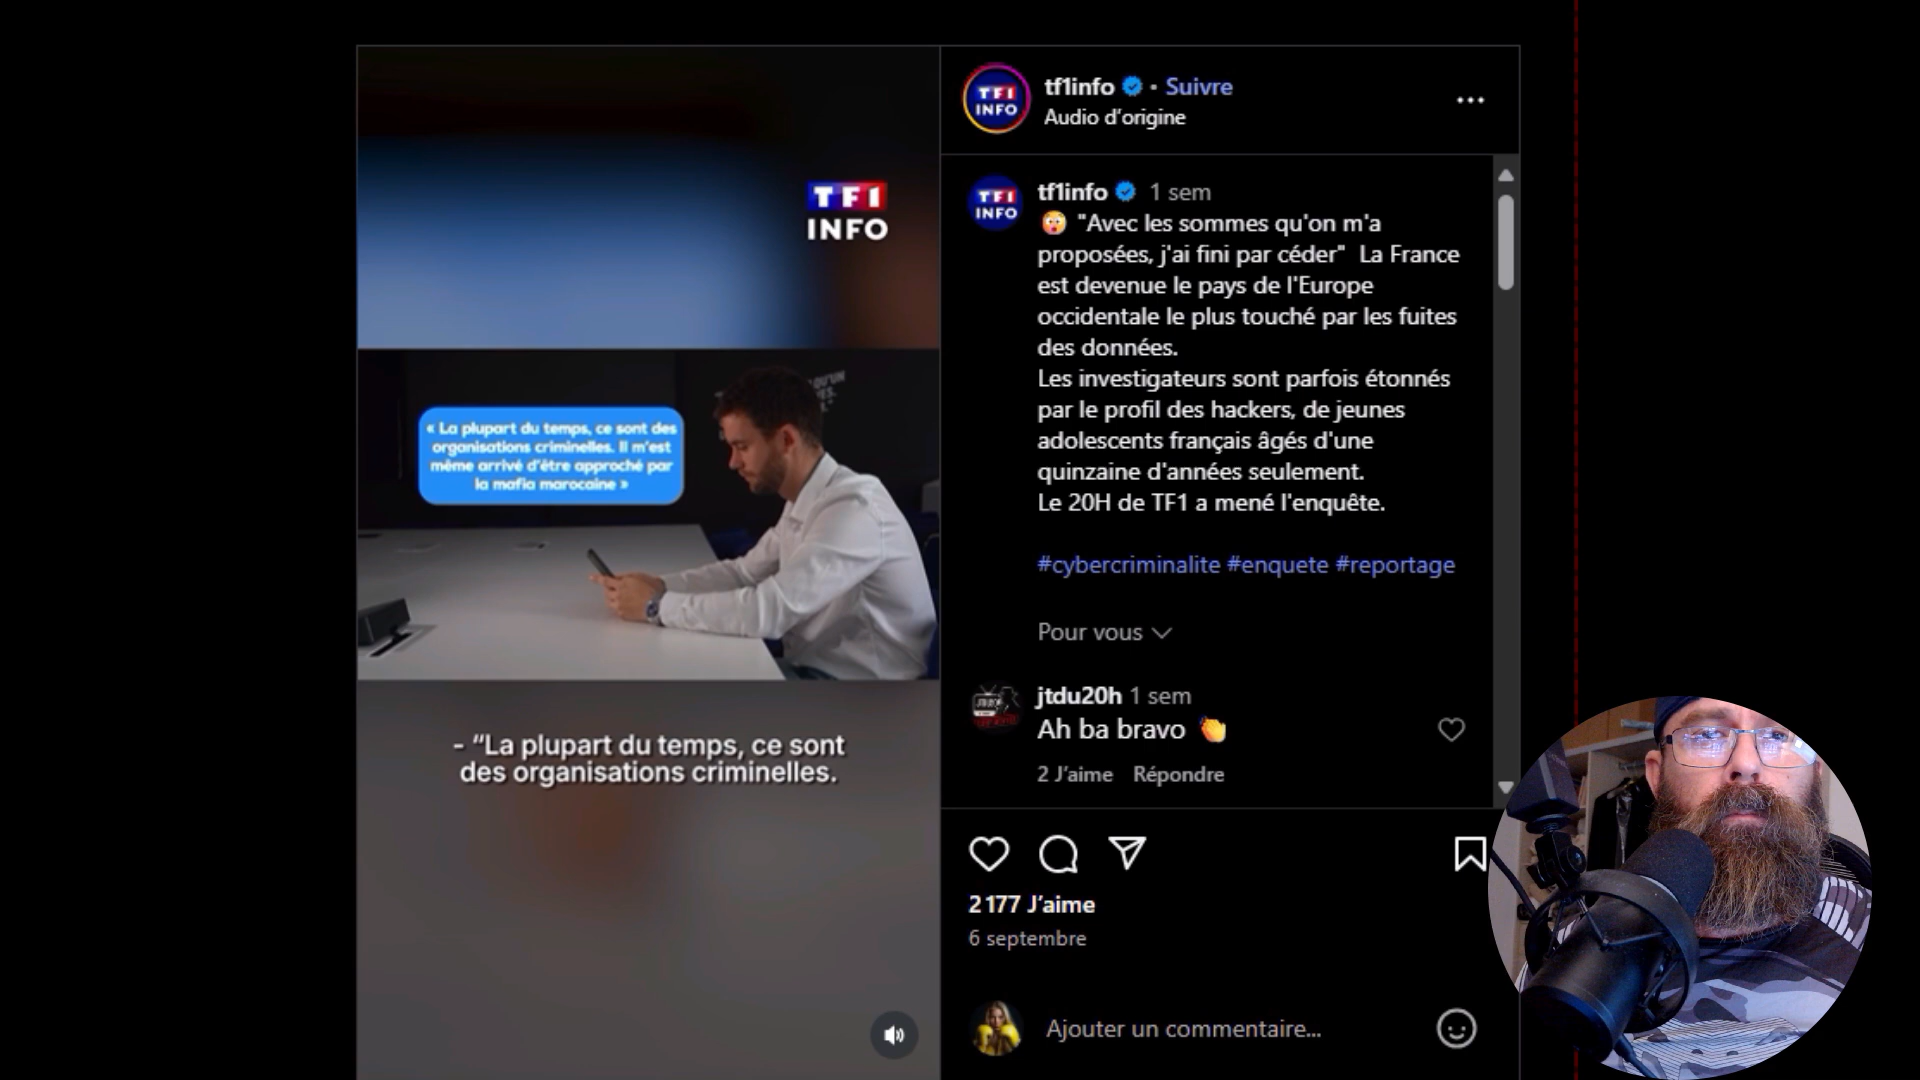 TF1
INFO
« La plupart du temps, ce sont des
organisations criminelles. Il m'est
même arrivé d'être approché par
la mafia marocaine »
- “La plupart du temps, ce sont
des organisations criminelles.
TF1
INFO
tf1info • Suivre
Audio d’origine
TF1
INFO
tf1info 1 sem
😲 "Avec les sommes qu'on m'a
proposées, j'ai fini par céder" La France
est devenue le pays de l'Europe
occidentale le plus touché par les fuites
des données.
Les investigateurs sont parfois étonnés
par le profil des hackers, de jeunes
adolescents français âgés d'une
quinzaine d'années seulement.
Le 20H de TF1 a mené l'enquête.
#cybercriminalite #enquete #reportage
Pour vous
jtdu20h 1 sem
Ah ba bravo 👏
2 J’aime Répondre
2 177 J’aime
6 septembre
Ajouter un commentaire...